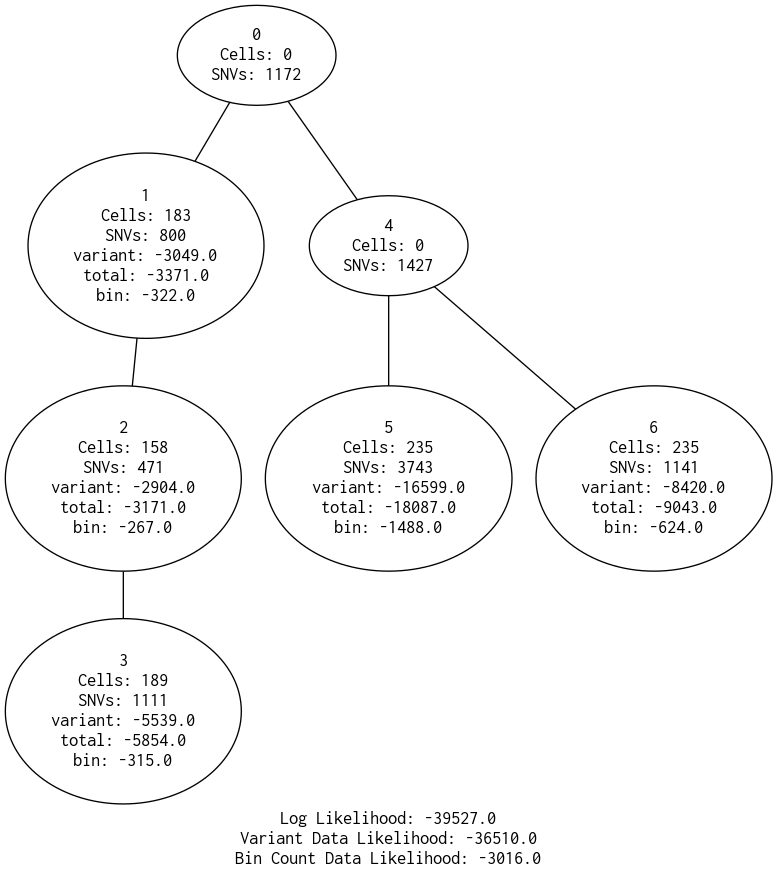 0
Cells: 0
SNVs: 1172
1
Cells: 183
SNVs: 800
variant: -3049.0
total: -3371.0
bin: -322.0
4
Cells: 0
SNVs: 1427
2
Cells: 158
SNVs: 471
variant: -2904.0
total: -3171.0
bin: -267.0
5
Cells: 235
SNVs: 3743
variant: -16599.0
total: -18087.0
bin: -1488.0
6
Cells: 235
SNVs: 1141
variant: -8420.0
total: -9043.0
bin: -624.0
3
Cells: 189
SNVs: 1111
variant: -5539.0
total: -5854.0
bin: -315.0
Log Likelihood: -39527.0
Variant Data Likelihood: -36510.0
Bin Count Data Likelihood: -3016.0